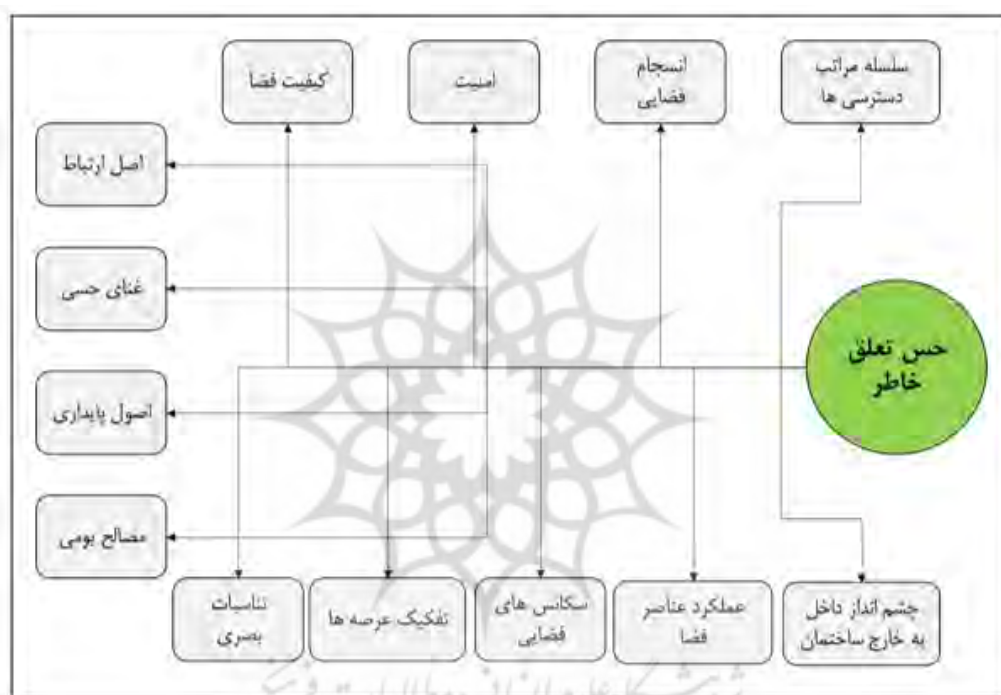 سلسله مراتب
دسترسی ها
انسجام
فضایی
امنیت
کیفیت فضا
اصل ارتباط
غنای حسی
اصول پایداری
مصالح بومی
حس تعلق
خاطر
چشم انداز داخل
به خارج ساختمان
عملکرد عناصر
فضا
سکانس های
فضایی
تفکیک عرصه ها
تناسبات
بصری